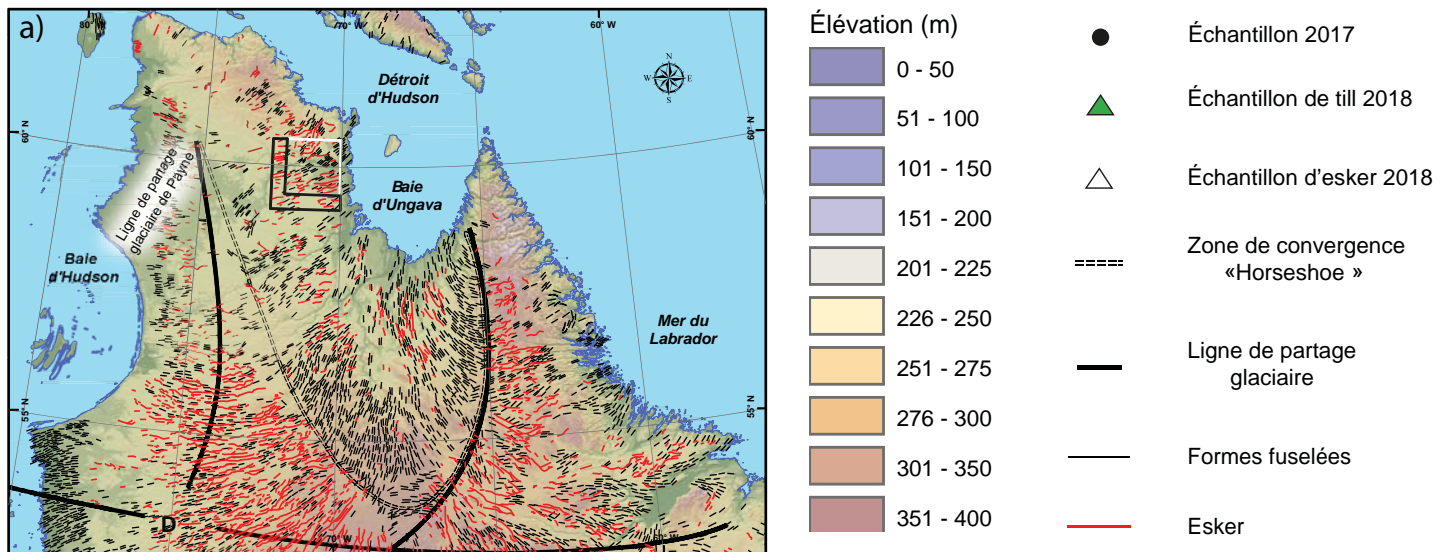 a)
80° W
70° W
60° W
60° N
60° N
55° N
55° N
70° W
60° W
N
W
E
S
Détroit
d'Hudson
Baie
d'Ungava
Ligne de partage
glaciaire de Payne
Baie
d'Hudson
Mer du
Labrador
D
Élévation (m)
0 - 50
51 - 100
101 - 150
151 - 200
201 - 225
226 - 250
251 - 275
276 - 300
301 - 350
351 - 400
Échantillon 2017
Échantillon de till 2018
Échantillon d'esker 2018
Zone de convergence
«Horseshoe »
Ligne de partage
glaciaire
Formes fuselées
Esker